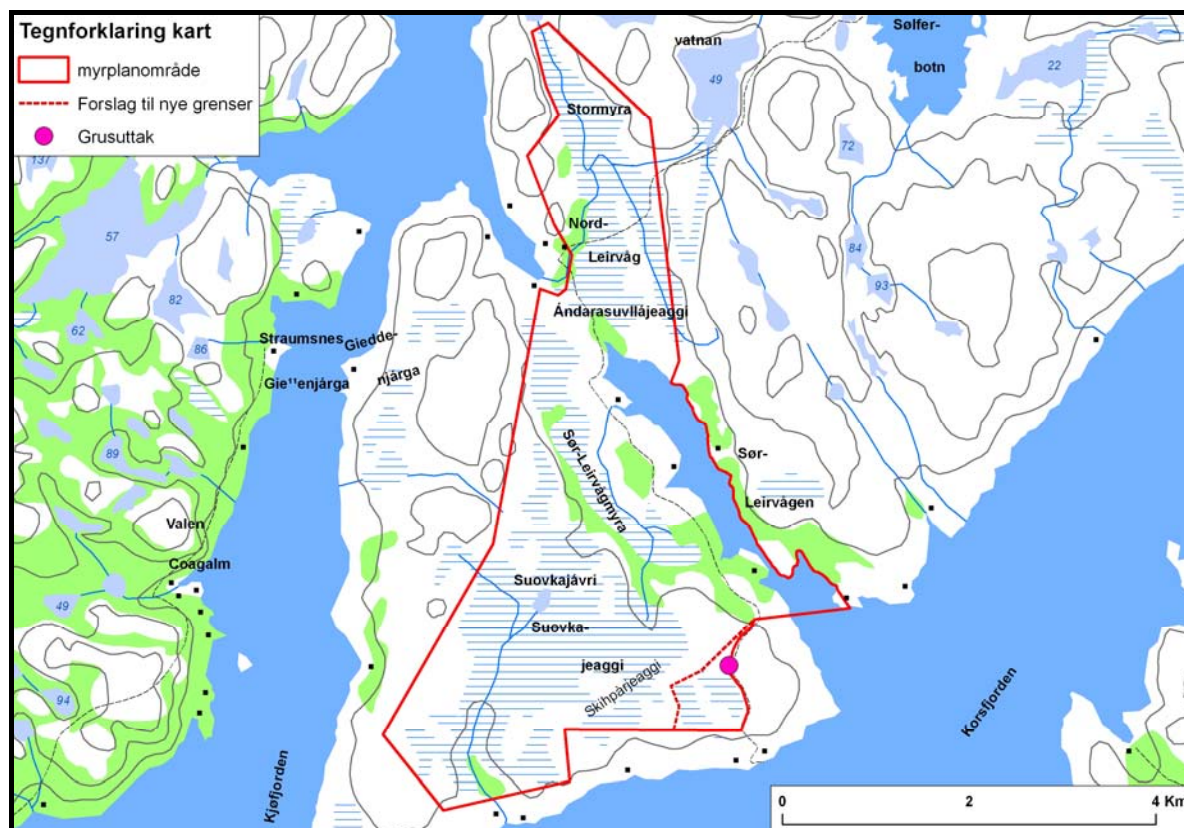 Tegnforklaring kart
myrplanområde
Forslag til nye grenser
Grusuttak
vatnan
49
Sølfer-
botn
22
Stormyra
137
72
57
Nord-
Leirvåg
84
93
82
Ándarasuvllájeaggi
62
86
Straumsnes
Giedde-
njárga
Gie¹¹enjárga
Sør-Leirvågmyra
89
Sør-
Leirvågen
Valen
Coagalm
49
Suovkajávri
Suovka-
jeaggi
Skihpárjeaggi
94
Kjøfjorden
Korsfjorden
0 2 4 Km